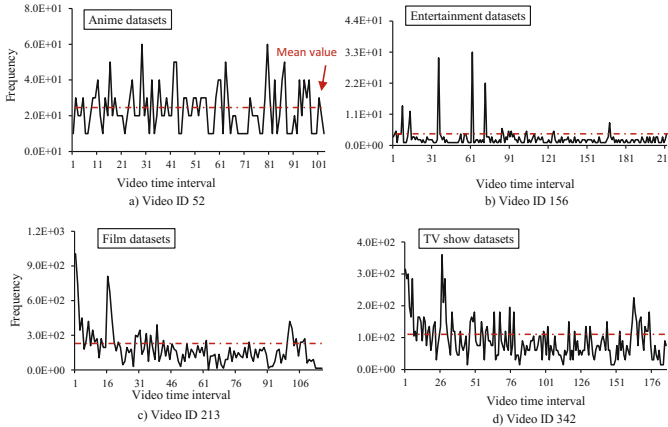 Anime datasets
8.0E+01
6.0E+01
4.0E+01
2.0E+01
0.0E+01
Frequency
Mean value
1 11 21 31 41 51 61 71 81 91 101
Video time interval
a) Video ID 52
Entertainment datasets
4.4E+01
3.3E+01
2.2E+01
1.1E+01
0.0E+00
1 31 61 91 121 151 181 21
Video time interval
b) Video ID 156
Film datasets
1.2E+03
9.0E+02
6.0E+02
3.0E+02
0.0E+00
Frequency
1 16 31 46 61 76 91 106
Video time interval
c) Video ID 213
TV show datasets
4.0E+02
3.0E+02
2.0E+02
1.0E+02
0.0E+00
1 26 51 76 101 126 151 176
Video time interval
d) Video ID 342